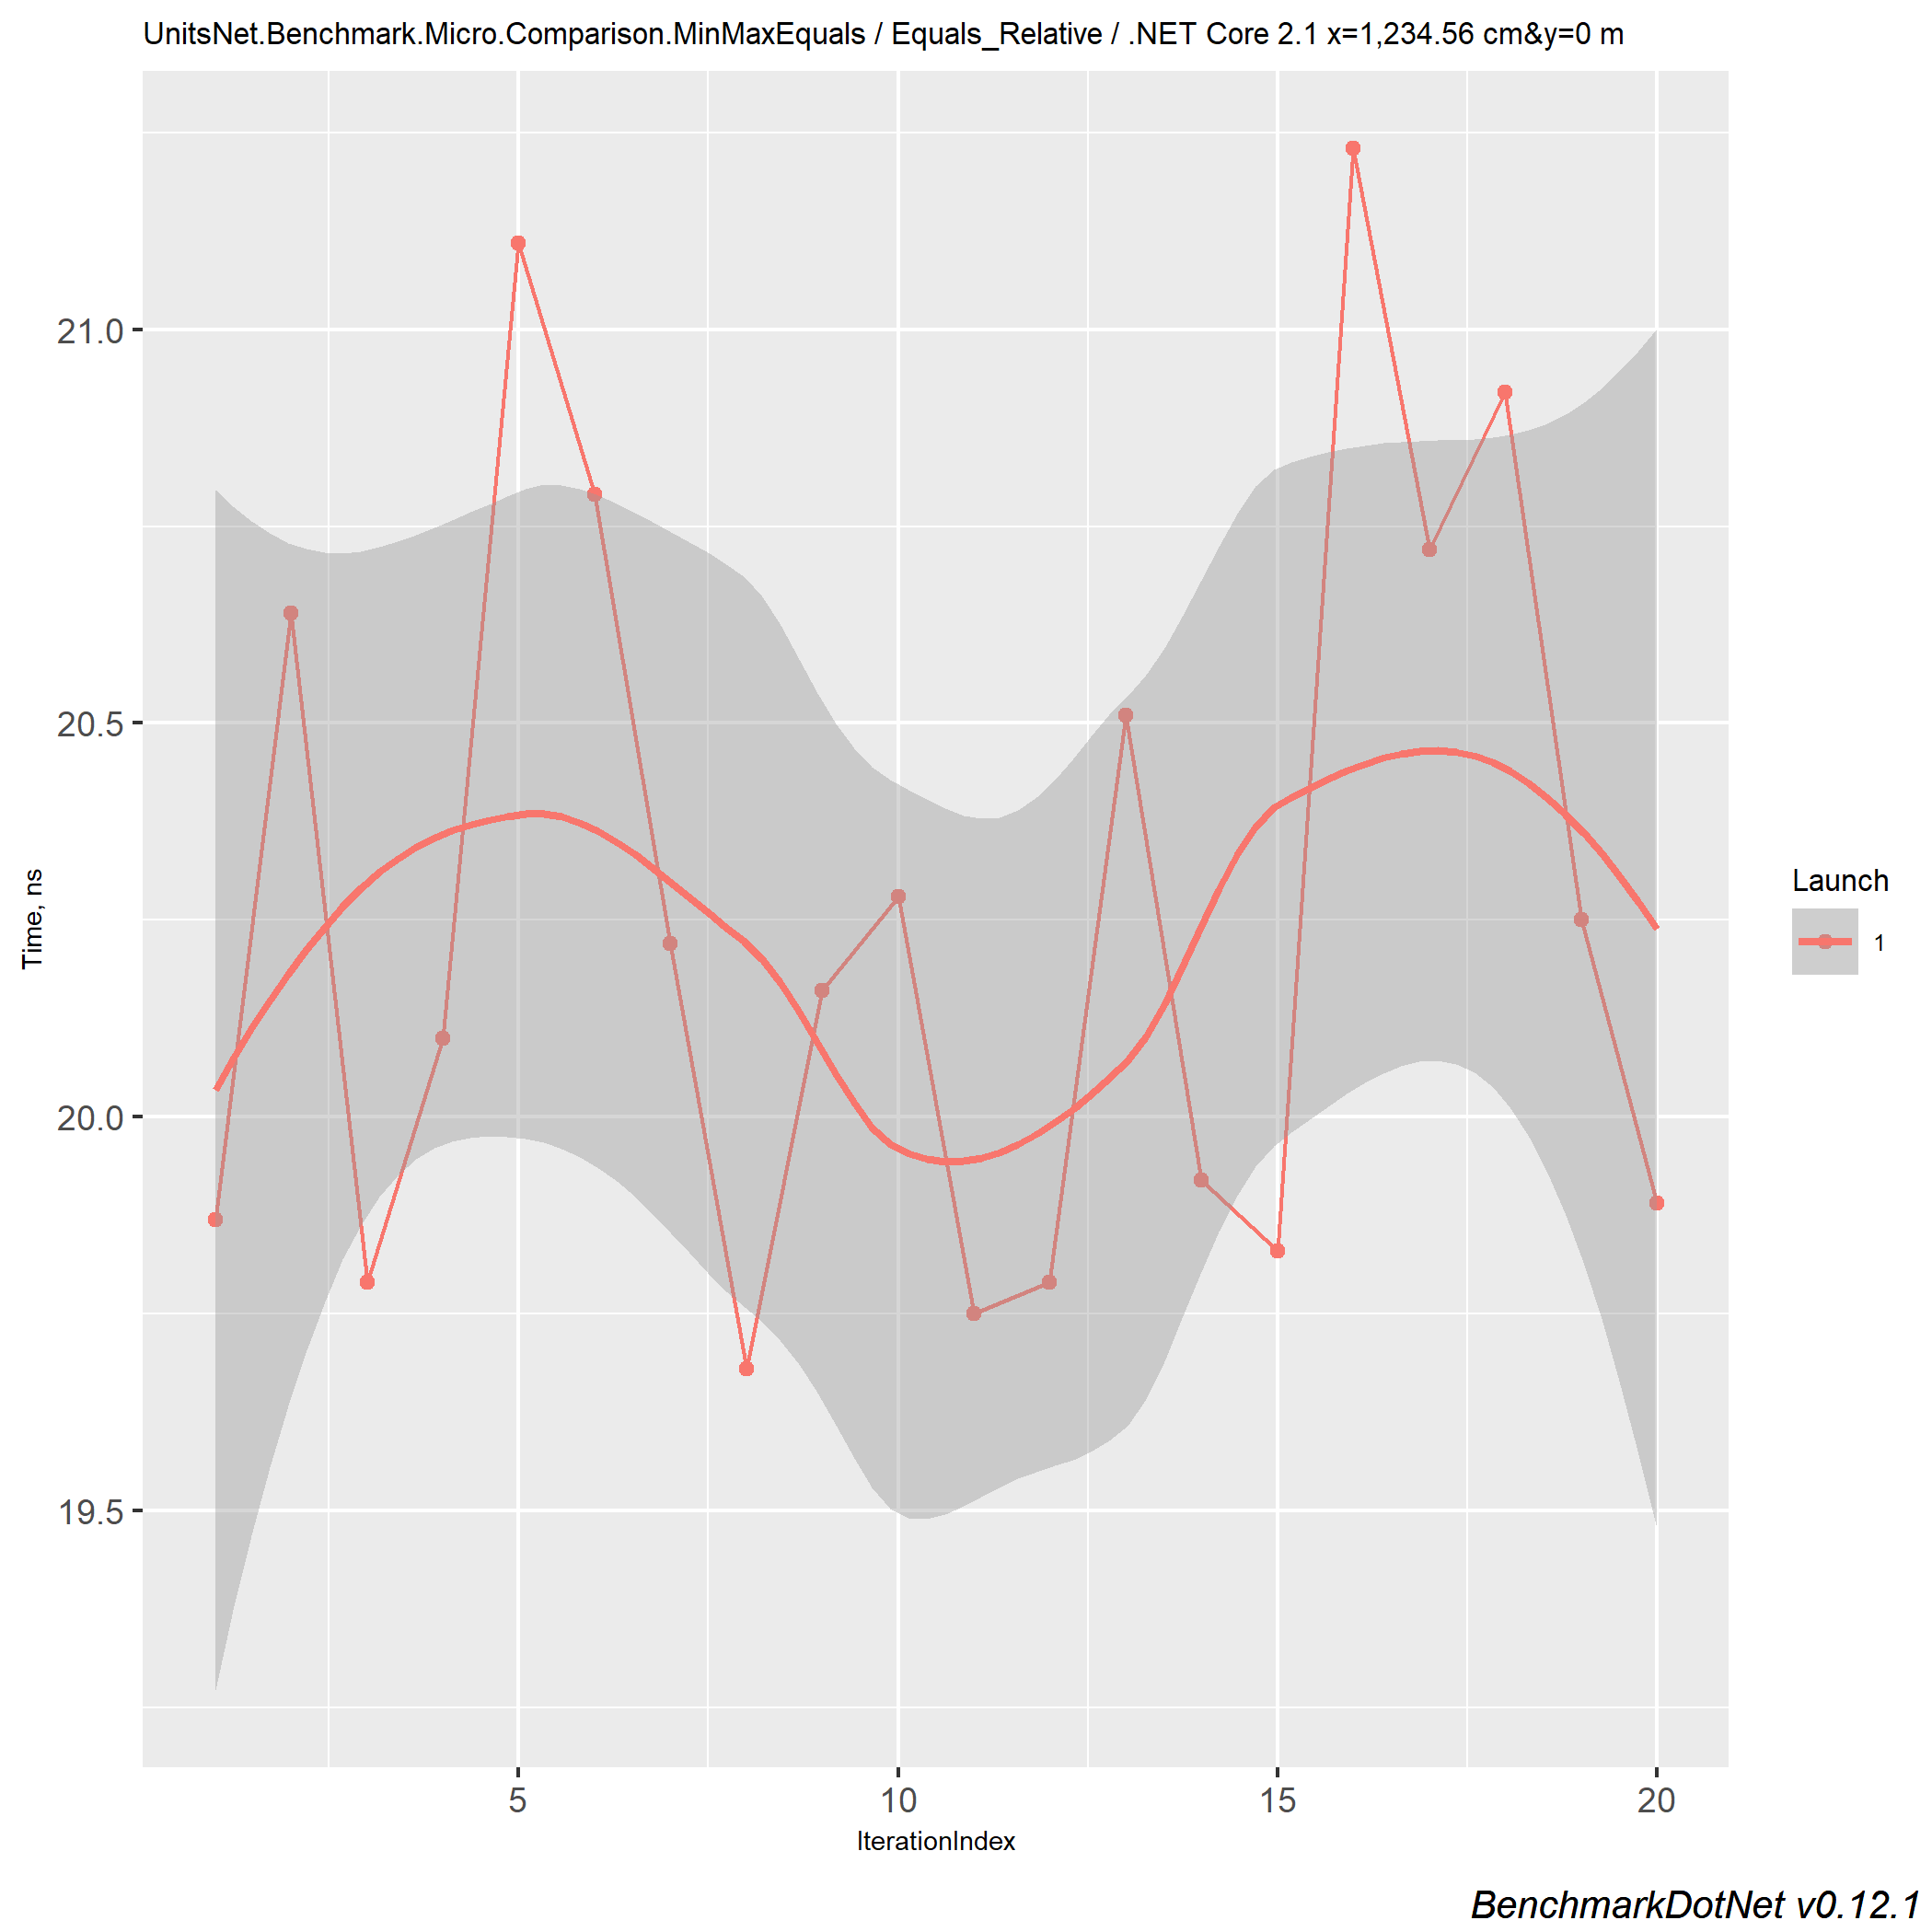 UnitsNet.Benchmark.Micro.Comparison.MinMaxEquals / Equals_Relative / .NET Core 2.1 x=1,234.56 cm&y=0 m
21.0
20.5
20.0
19.5
Time, ns
5
10
15
20
IterationIndex
Launch
1
BenchmarkDotNet v0.12.1